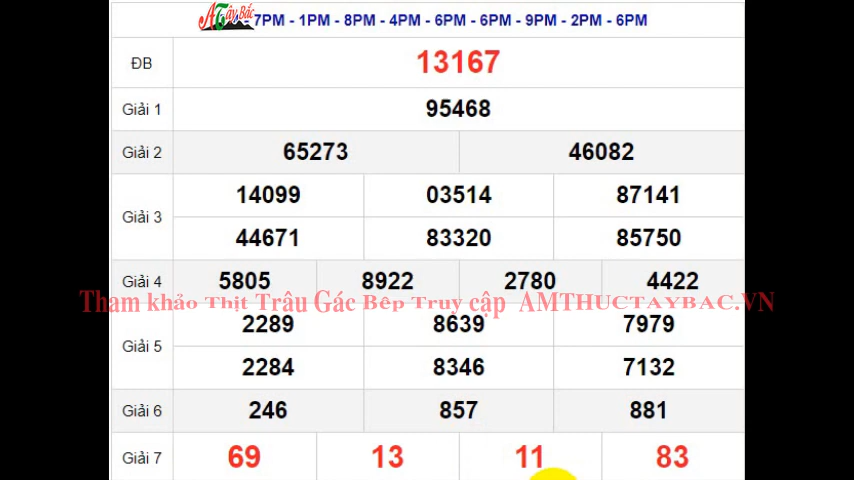 ATây Bắc
7PM - 1PM - 8PM - 4PM - 6PM - 6PM - 9PM - 2PM - 6PM
ĐB 13167
Giải 1 95468
Giải 2 65273 46082
Giải 3 14099 03514 87141
44671 83320 85750
Giải 4 5805 8922 2780 4422
Tham khảo Thịt Trâu Gác Bếp Truy cập AMTHUCTAYBAC.VN
Giải 5 2289 8639 7979
2284 8346 7132
Giải 6 246 857 881
Giải 7 69 13 11 83